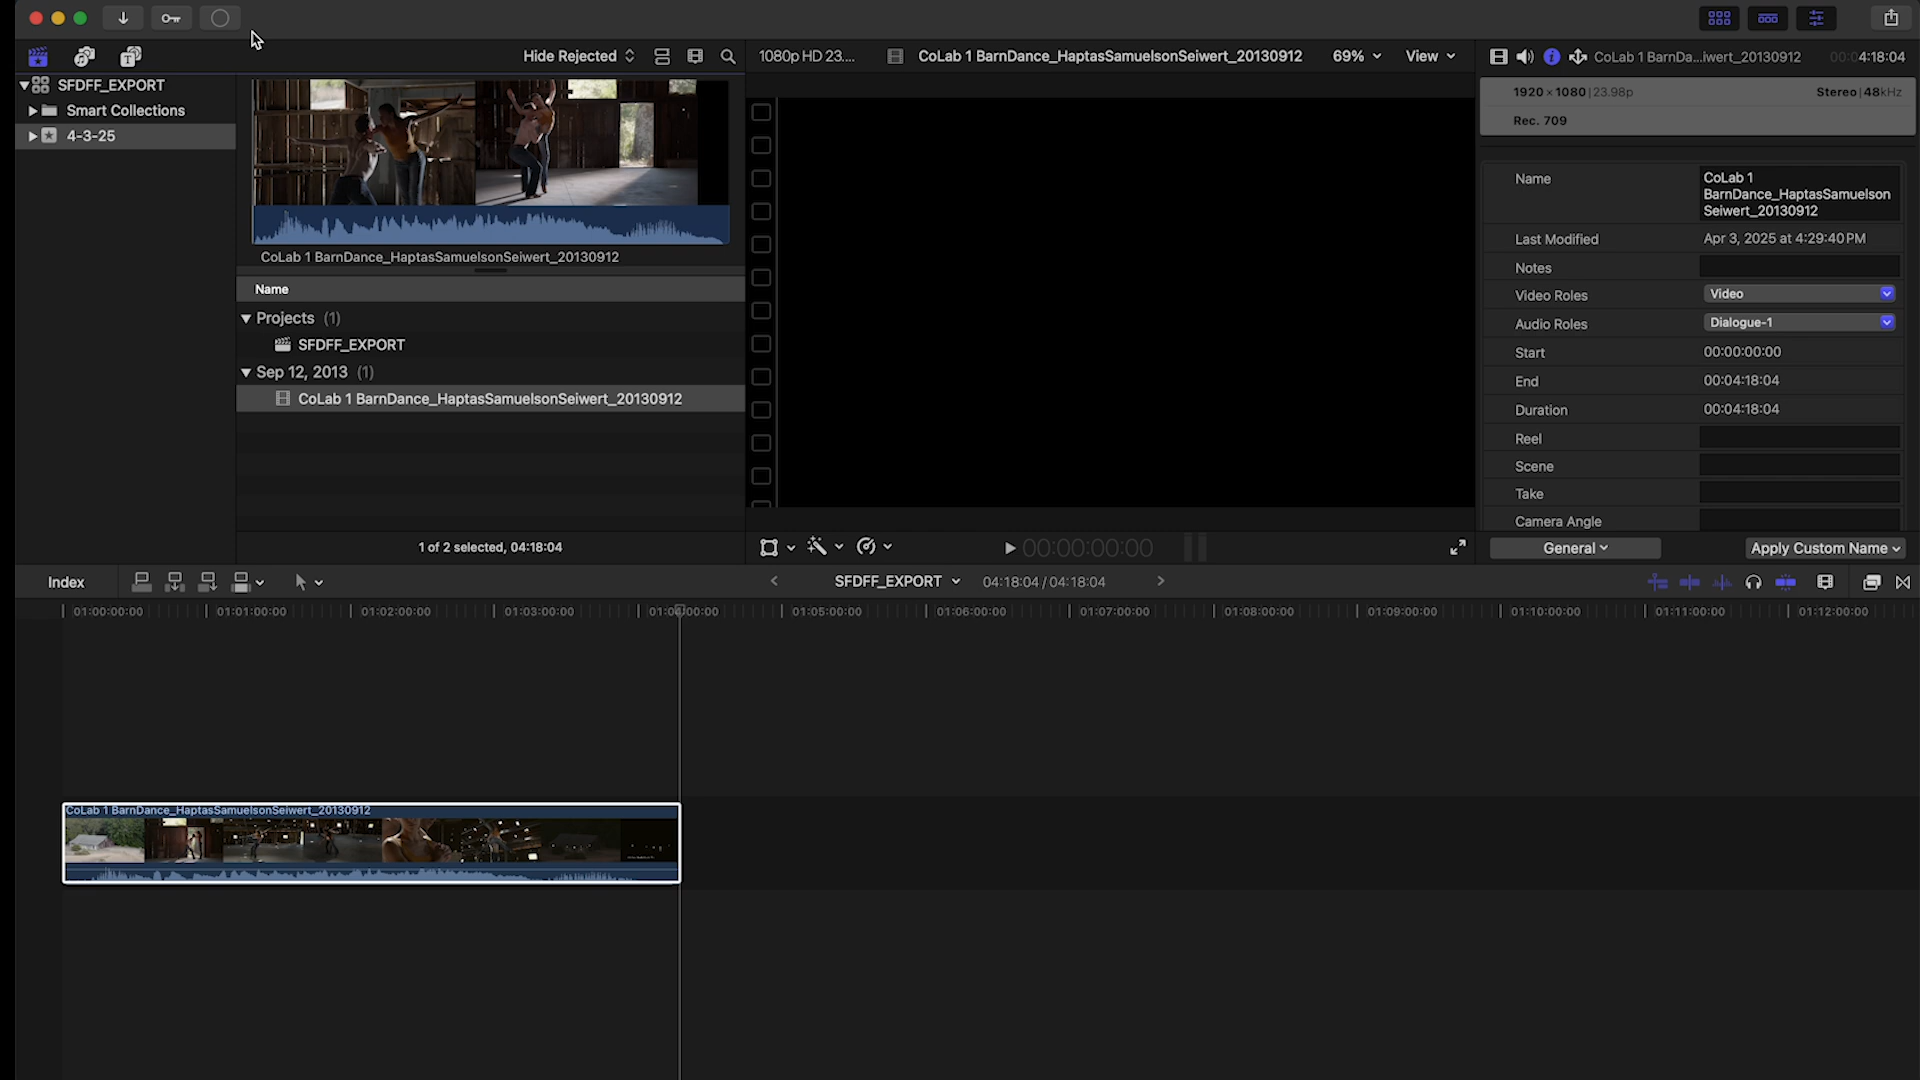 Hide Rejected
1080p HD 23....
CoLab 1 BarnDance_HaptasSamuelsonSeiwert_20130912
69%
View
CoLab 1 BarnDa...iwert_20130912
00:04:18:04
SFDFF_EXPORT
Smart Collections
4-3-25
CoLab 1 BarnDance_HaptasSamuelsonSeiwert_20130912
Name
Projects (1)
SFDFF_EXPORT
Sep 12, 2013 (1)
CoLab 1 BarnDance_HaptasSamuelsonSeiwert_20130912
1 of 2 selected, 04:18:04
00:00:00:00
1920 × 1080 | 23.98p
Stereo | 48kHz
Rec. 709
Name
CoLab 1
BarnDance_HaptasSamuelson
Seiwert_20130912
Last Modified
Apr 3, 2025 at 4:29:40 PM
Notes
Video Roles
Video
Audio Roles
Dialogue-1
Start
00:00:00:00
End
00:04:18:04
Duration
00:04:18:04
Reel
Scene
Take
Camera Angle
General
Apply Custom Name
Index
SFDFF_EXPORT
04:18:04 / 04:18:04
01:00:00:00
01:01:00:00
01:02:00:00
01:03:00:00
01:04:00:00
01:05:00:00
01:06:00:00
01:07:00:00
01:08:00:00
01:09:00:00
01:10:00:00
01:11:00:00
01:12:00:00
CoLab 1 BarnDance_HaptasSamuelsonSeiwert_20130912